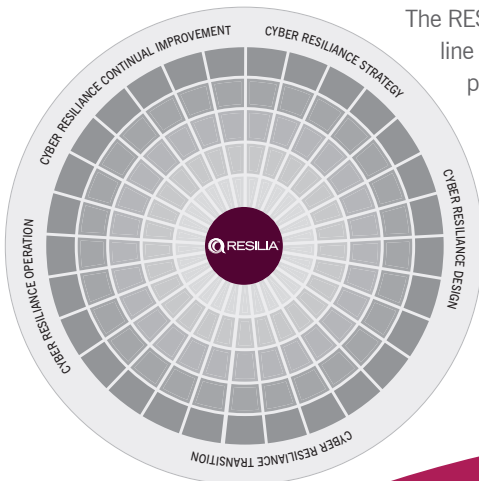 The RES
line
p
CYBER RESILIANCE CONTINUAL IMPROVEMENT
CYBER RESILIANCE STRATEGY
CYBER RESILIANCE DESIGN
CYBER RESILIANCE TRANSITION
CYBER RESILIANCE OPERATION
RESILIA